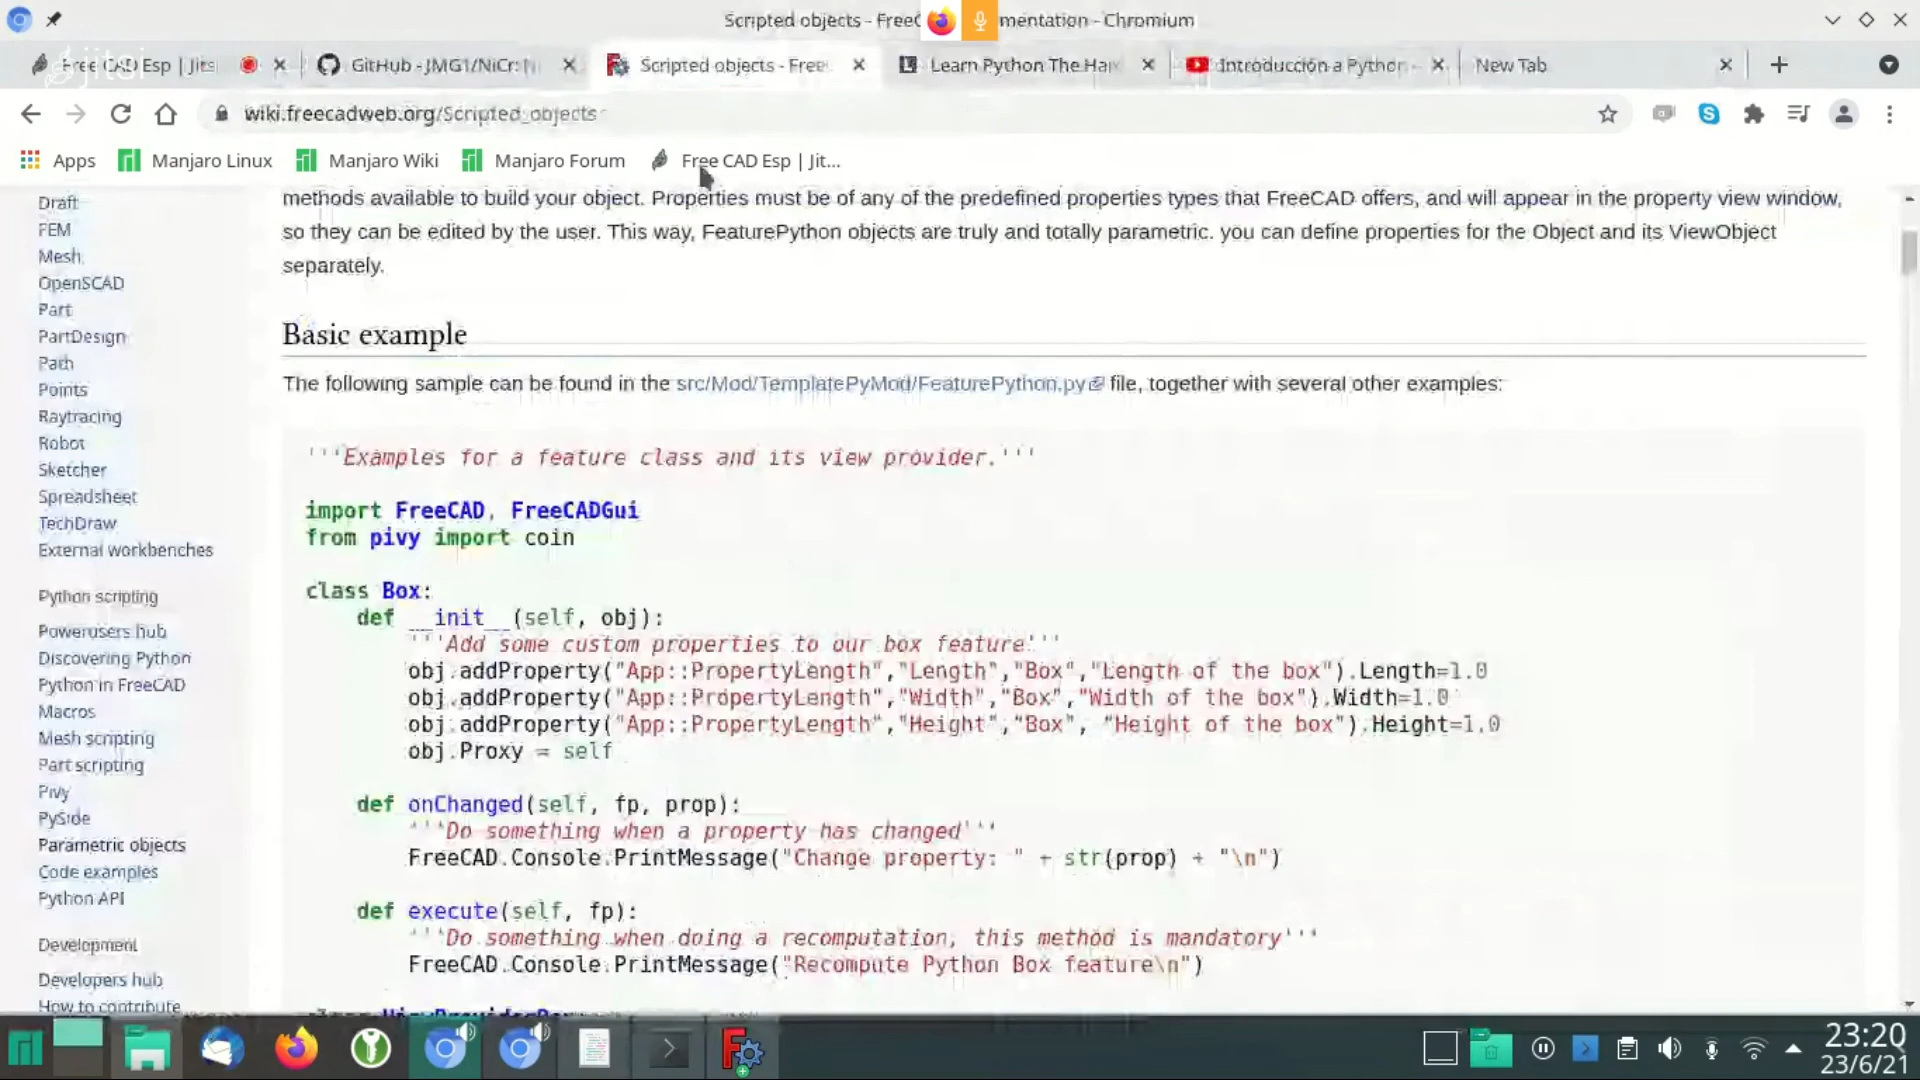 Scripted objects - FreeC mentation - Chromium
Free CAD Esp | Jits
jitsi
GitHub - JMG1/NiCr: N
Scripted objects - Free
Learn Python The Har
Introducción a Python -
New Tab
wiki.freecadweb.org/Scripted_objects
Apps
Manjaro Linux
Manjaro Wiki
Manjaro Forum
Free CAD Esp | Jit...
methods available to build your object. Properties must be of any of the predefined properties types that FreeCAD offers, and will appear in the property view window,
so they can be edited by the user. This way, FeaturePython objects are truly and totally parametric. you can define properties for the Object and its ViewObject
separately.
Basic example
The following sample can be found in the src/Mod/TemplatePyMod/FeaturePython.py file, together with several other examples:
'''Examples for a feature class and its view provider.'''
import FreeCAD, FreeCADGui
from pivy import coin
class Box:
def __init__(self, obj):
'''Add some custom properties to our box feature'''
obj.addProperty("App::PropertyLength","Length","Box","Length of the box").Length=1.0
obj.addProperty("App::PropertyLength","Width","Box","Width of the box").Width=1.0
obj.addProperty("App::PropertyLength","Height","Box", "Height of the box").Height=1.0
obj.Proxy = self
def onChanged(self, fp, prop):
'''Do something when a property has changed'''
FreeCAD.Console.PrintMessage("Change property: " + str(prop) + "\n")
def execute(self, fp):
'''Do something when doing a recomputation, this method is mandatory'''
FreeCAD.Console.PrintMessage("Recompute Python Box feature\n")
Draft
FEM
Mesh
OpenSCAD
Part
PartDesign
Path
Points
Raytracing
Robot
Sketcher
Spreadsheet
TechDraw
External workbenches
Python scripting
Powerusers hub
Discovering Python
Python in FreeCAD
Macros
Mesh scripting
Part scripting
Pivy
PySide
Parametric objects
Code examples
Python API
Development
Developers hub
How to contribute
23:20
23/6/21